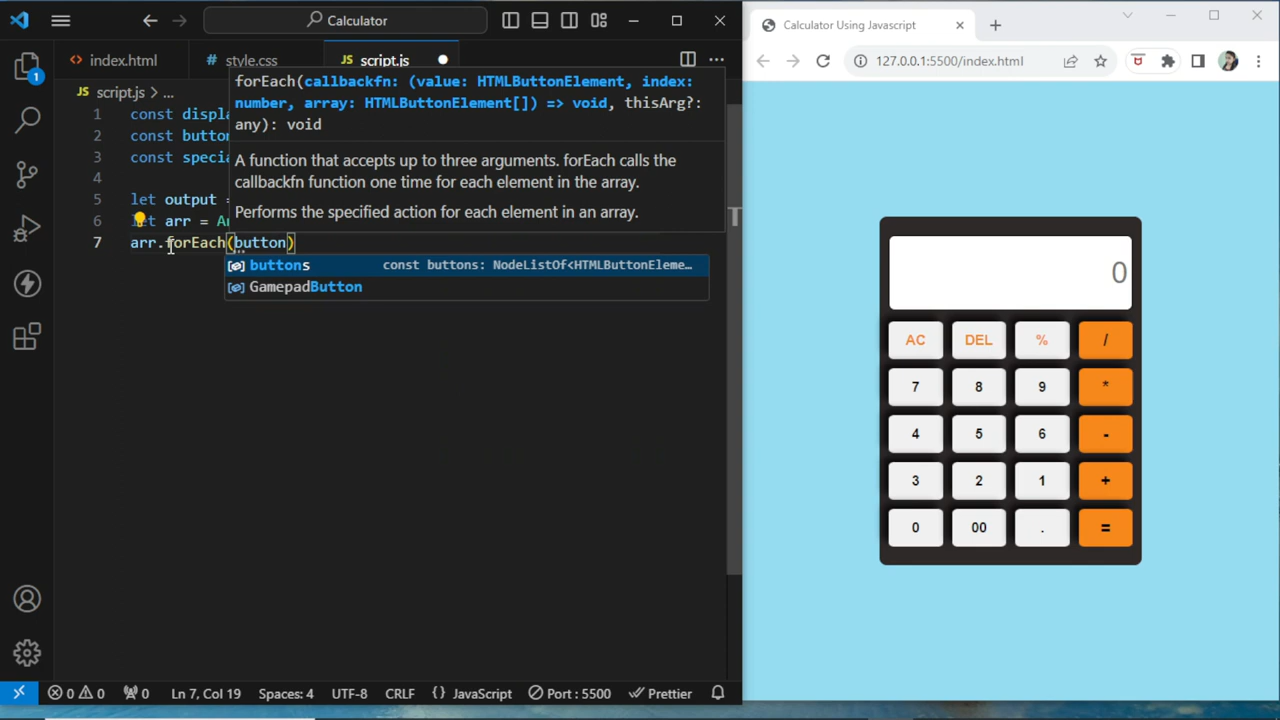 Calculator
index.html
# style.css
JS script.js
JS script.js > ...
forEach(callbackfn: (value: HTMLButtonElement, index:
number, array: HTMLButtonElement[]) => void, thisArg?:
any): void
A function that accepts up to three arguments. forEach calls the
callbackfn function one time for each element in the array.
Performs the specified action for each element in an array.
1 const displa
2 const button
3 const specia
4
5 let output =
6 let arr = Ar
7 arr.forEach(button)
buttons const buttons: NodeListOf<HTMLButtonEleme…
GamepadButton
1
0 0 0 Ln 7, Col 19 Spaces: 4 UTF-8 CRLF {} JavaScript Port : 5500 Prettier
Calculator Using Javascript
127.0.0.1:5500/index.html
0
AC DEL % /
7 8 9 *
4 5 6 -
3 2 1 +
0 00 . =